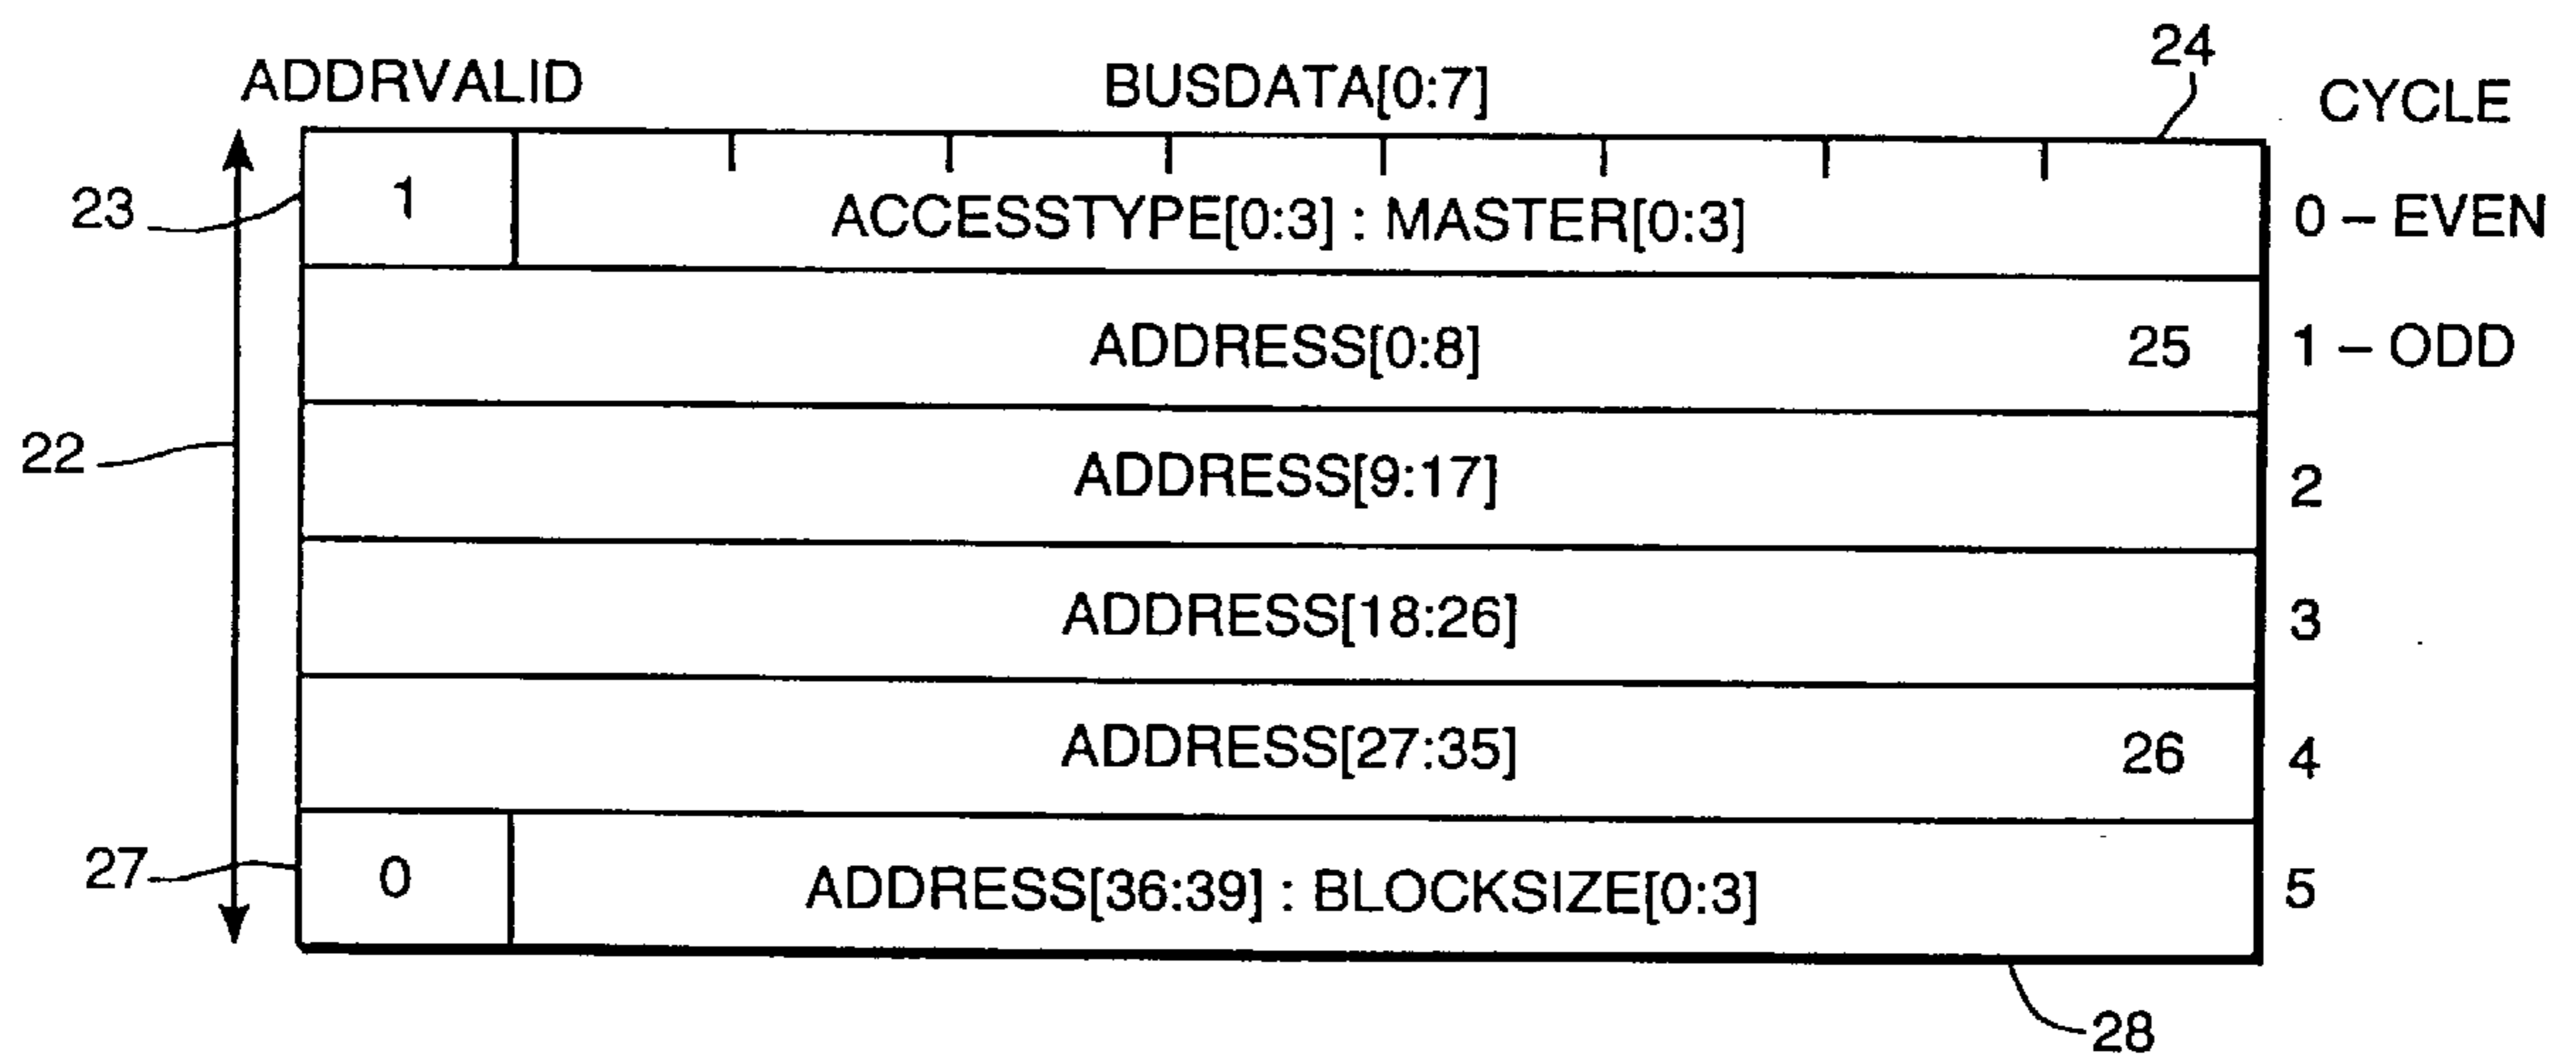 24
ADDRVALID BUSDATA[0:7] CYCLE
23 1 ACCESSTYPE[0:3] : MASTER[0:3] 0 – EVEN
ADDRESS[0:8] 25 1 – ODD
22 ADDRESS[9:17] 2
ADDRESS[18:26] 3
ADDRESS[27:35] 26 4
27 0 ADDRESS[36:39] : BLOCKSIZE[0:3] 5
28